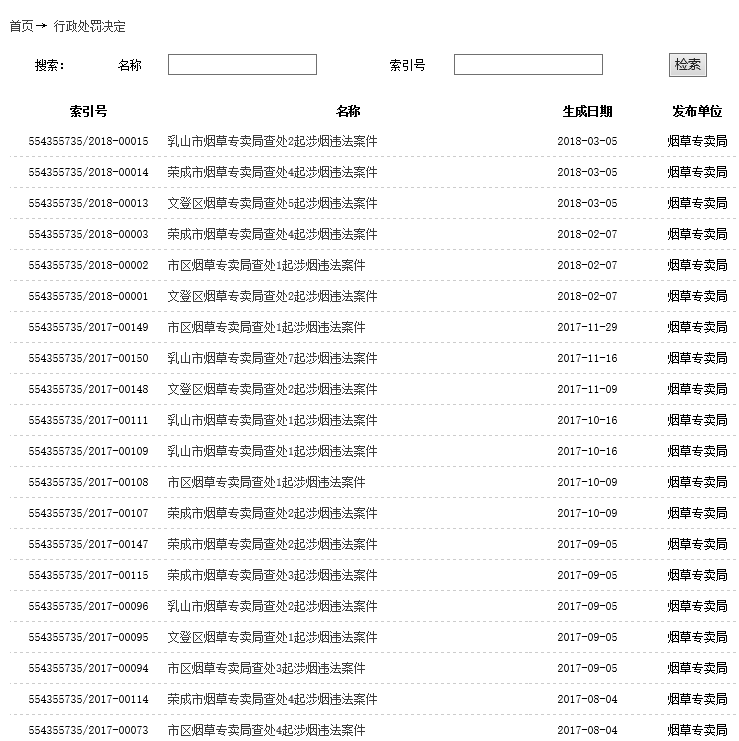 首页→ 行政处罚决定
搜索： 名称 索引号 检索
索引号 名称 生成日期 发布单位
554355735/2018-00015 乳山市烟草专卖局查处2起涉烟违法案件 2018-03-05 烟草专卖局
554355735/2018-00014 荣成市烟草专卖局查处4起涉烟违法案件 2018-03-05 烟草专卖局
554355735/2018-00013 文登区烟草专卖局查处5起涉烟违法案件 2018-03-05 烟草专卖局
554355735/2018-00003 荣成市烟草专卖局查处4起涉烟违法案件 2018-02-07 烟草专卖局
554355735/2018-00002 市区烟草专卖局查处1起涉烟违法案件 2018-02-07 烟草专卖局
554355735/2018-00001 文登区烟草专卖局查处2起涉烟违法案件 2018-02-07 烟草专卖局
554355735/2017-00149 市区烟草专卖局查处1起涉烟违法案件 2017-11-29 烟草专卖局
554355735/2017-00150 乳山市烟草专卖局查处7起涉烟违法案件 2017-11-16 烟草专卖局
554355735/2017-00148 文登区烟草专卖局查处2起涉烟违法案件 2017-11-09 烟草专卖局
554355735/2017-00111 乳山市烟草专卖局查处1起涉烟违法案件 2017-10-16 烟草专卖局
554355735/2017-00109 乳山市烟草专卖局查处1起涉烟违法案件 2017-10-16 烟草专卖局
554355735/2017-00108 市区烟草专卖局查处1起涉烟违法案件 2017-10-09 烟草专卖局
554355735/2017-00107 荣成市烟草专卖局查处2起涉烟违法案件 2017-10-09 烟草专卖局
554355735/2017-00147 荣成市烟草专卖局查处2起涉烟违法案件 2017-09-05 烟草专卖局
554355735/2017-00115 荣成市烟草专卖局查处3起涉烟违法案件 2017-09-05 烟草专卖局
554355735/2017-00096 乳山市烟草专卖局查处2起涉烟违法案件 2017-09-05 烟草专卖局
554355735/2017-00095 文登区烟草专卖局查处1起涉烟违法案件 2017-09-05 烟草专卖局
554355735/2017-00094 市区烟草专卖局查处3起涉烟违法案件 2017-09-05 烟草专卖局
554355735/2017-00114 荣成市烟草专卖局查处4起涉烟违法案件 2017-08-04 烟草专卖局
554355735/2017-00073 市区烟草专卖局查处4起涉烟违法案件 2017-08-04 烟草专卖局